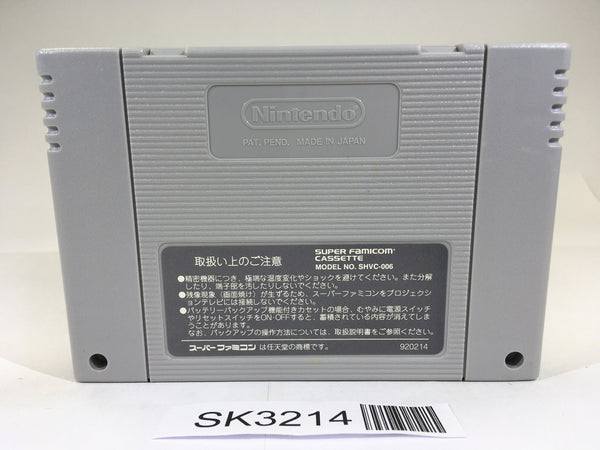 Nintendo
PAT. PEND. MADE IN JAPAN
取扱い上のご注意
SUPER FAMICOM
CASSETTE
MODEL NO. SHVC-006
●精密機器につき、極端な温度変化やショックを避けてください。また分解
したり、端子部を汚したりしないでください。
●残像現象（画面焼け）が生ずるため、スーパーファミコンをプロジェクシ
ョンテレビには接続しないでください。
●バッテリーバックアップ機能付きカセットの場合、むやみに電源スイッチ
やリセットスイッチをON・OFFすると、蓄積されている内容が消えてしま
うことがあります。
なお、バックアップの操作方法については、取扱説明書をご参照ください。
スーパーファミコンは任天堂の商標です。
920214
SK3214